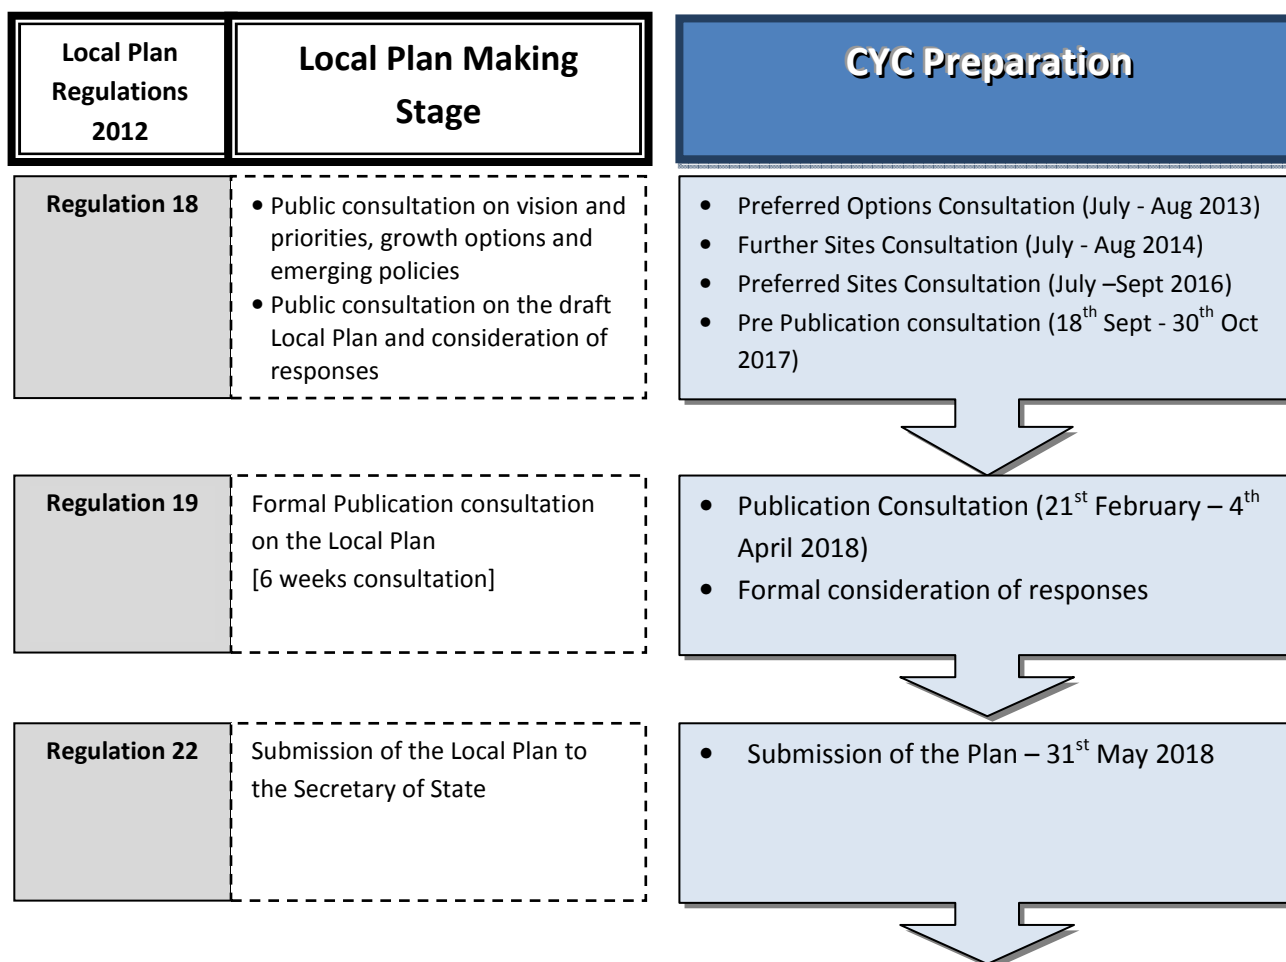 Local Plan
Regulations
2012
Local Plan Making
Stage
CYC Preparation
Regulation 18
• Public consultation on vision and
priorities, growth options and
emerging policies
• Public consultation on the draft
Local Plan and consideration of
responses
• Preferred Options Consultation (July - Aug 2013)
• Further Sites Consultation (July - Aug 2014)
• Preferred Sites Consultation (July –Sept 2016)
• Pre Publication consultation (18th Sept - 30th Oct
2017)
Regulation 19
Formal Publication consultation
on the Local Plan
[6 weeks consultation]
• Publication Consultation (21st February – 4th
April 2018)
• Formal consideration of responses
Regulation 22
Submission of the Local Plan to
the Secretary of State
• Submission of the Plan – 31st May 2018